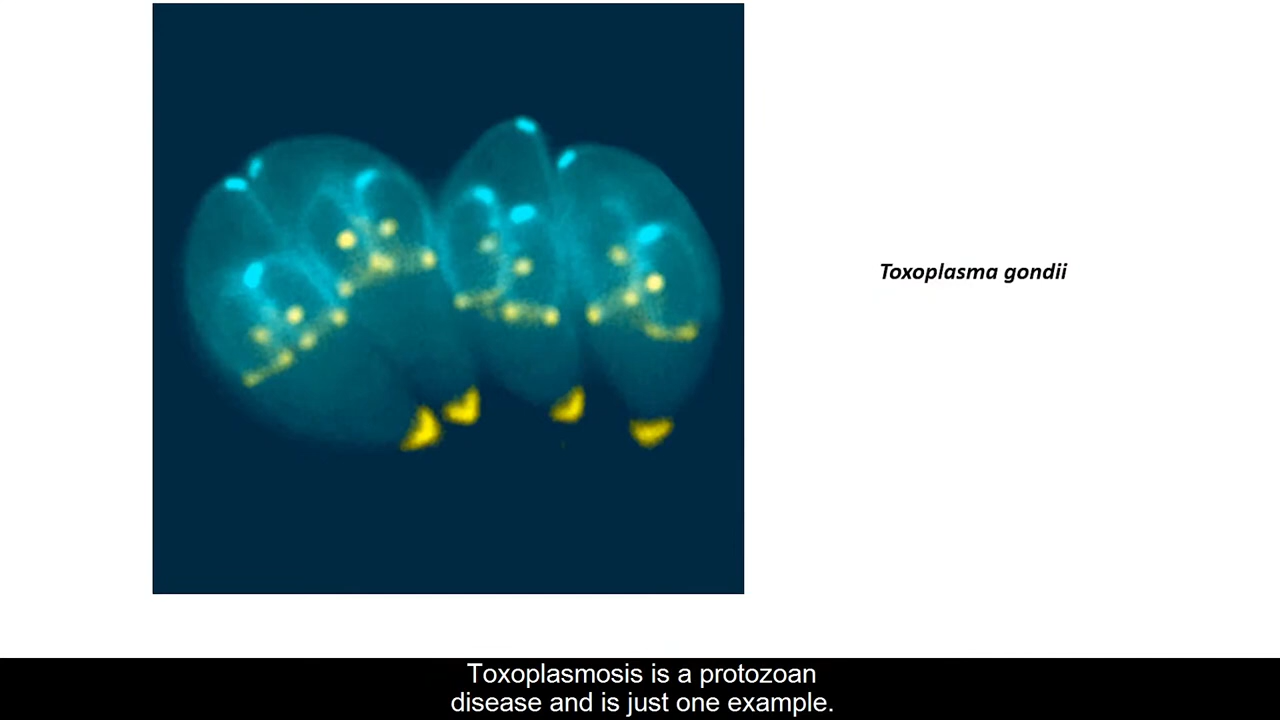 Toxoplasma gondii
Toxoplasmosis is a protozoan
disease and is just one example.